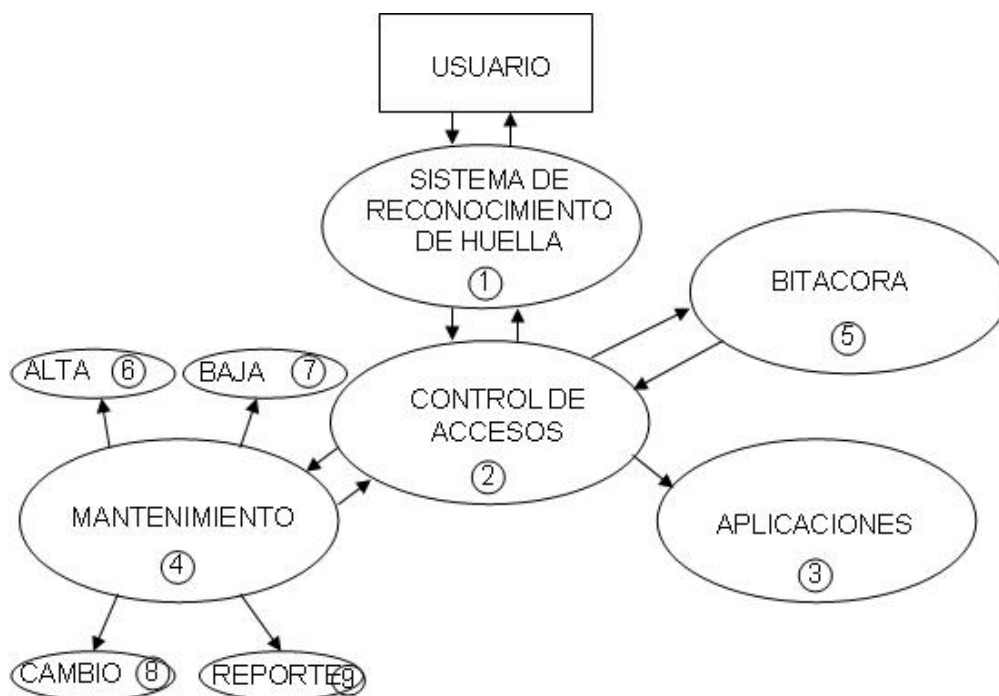 USUARIO
SISTEMA DE
RECONOCIMIENTO
DE HUELLA
1
BITACORA
5
ALTA 6
BAJA 7
CONTROL DE
ACCESOS
2
MANTENIMIENTO
4
APLICACIONES
3
CAMBIO 8
REPORTE 9